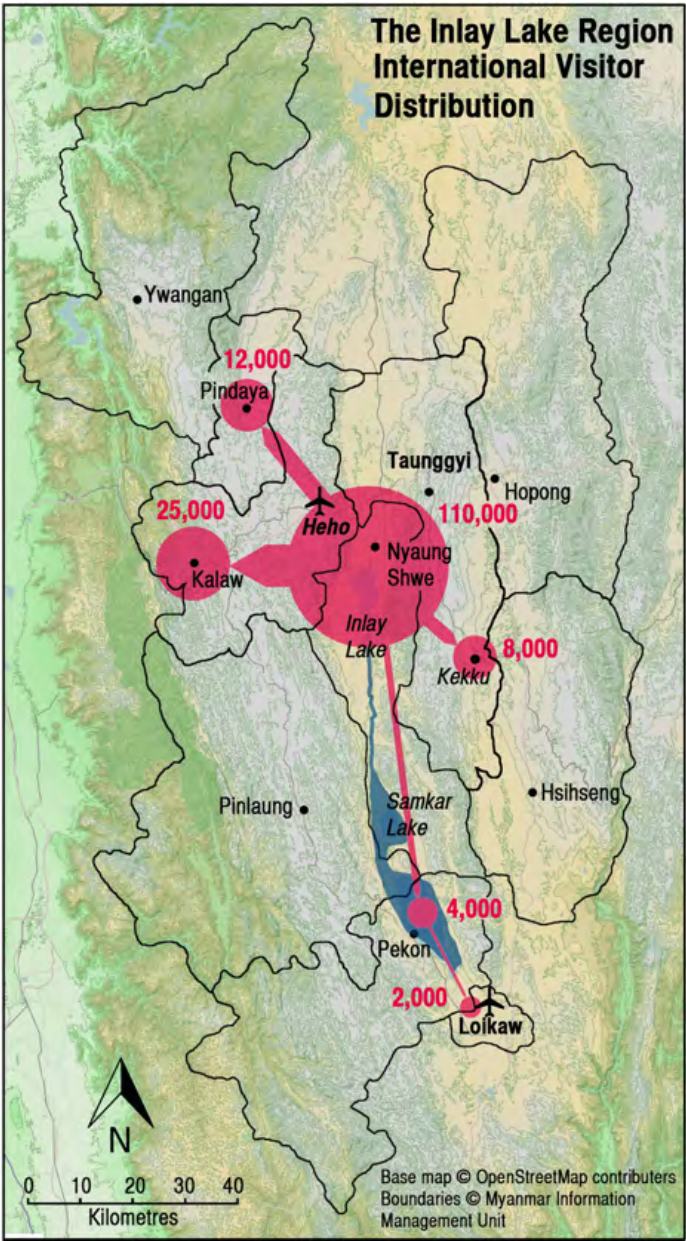 The Inlay Lake Region
International Visitor
Distribution
Ywangan
12,000
Pindaya
Taunggyi
Hopong
25,000
Heho
110,000
Kalaw
Nyaung
Shwe
Inlay
Lake
8,000
Kekku
Pinlaung
Samkar
Lake
Hsihseng
4,000
Pekon
2,000
Loikaw
N
0 10 20 30 40
Kilometres
Base map © OpenStreetMap contributers
Boundaries © Myanmar Information
Management Unit